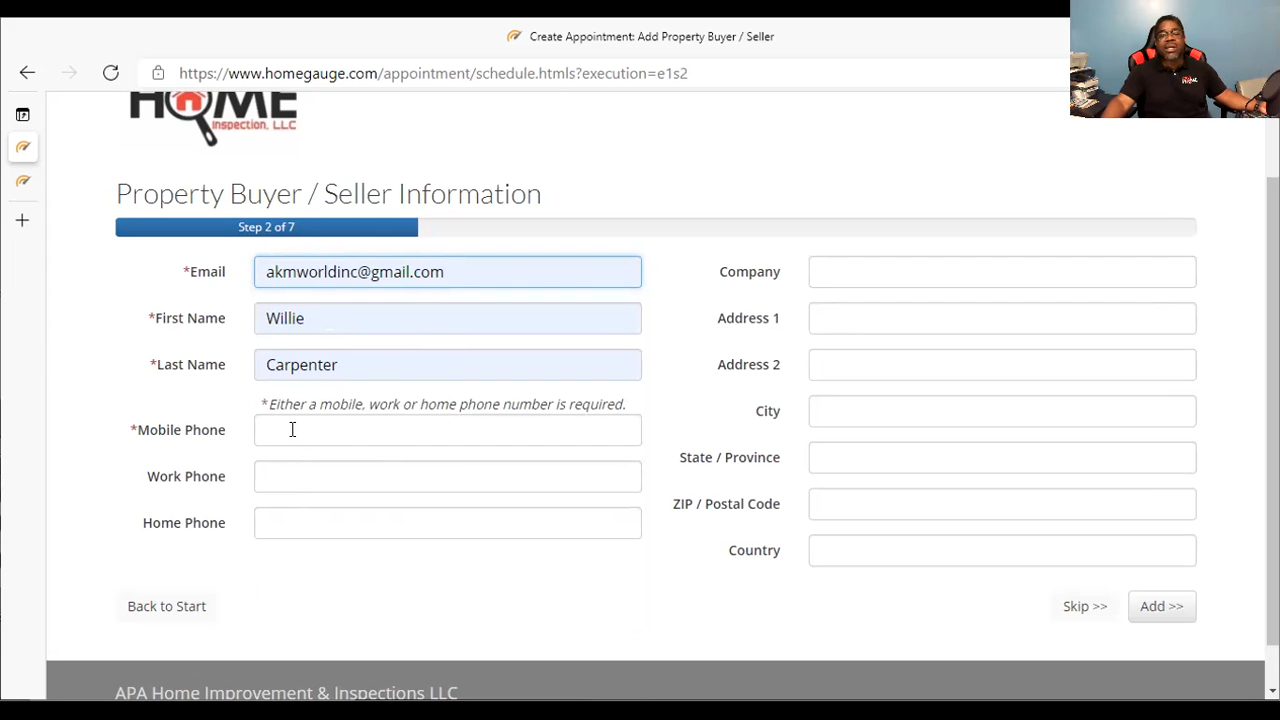 Create Appointment: Add Property Buyer / Seller
https://www.homegauge.com/appointment/schedule.htmls?execution=e1s2
HOME
Inspection, LLC
Property Buyer / Seller Information
Step 2 of 7
*Email akmworldinc@gmail.com
Company
*First Name Willie
Address 1
*Last Name Carpenter
Address 2
*Either a mobile, work or home phone number is required.
City
*Mobile Phone
State / Province
Work Phone
ZIP / Postal Code
Home Phone
Country
Back to Start
Skip >>
Add >>
APA Home Improvement & Inspections LLC